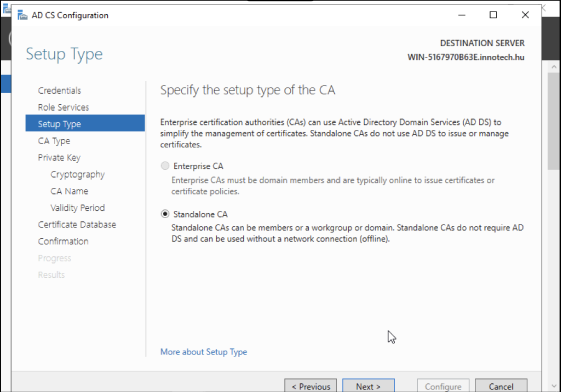 AD CS Configuration
DESTINATION SERVER
WIN-5167970B63E.innotech.hu
Setup Type
Credentials
Role Services
Setup Type
CA Type
Private Key
Cryptography
CA Name
Validity Period
Certificate Database
Confirmation
Progress
Results
Specify the setup type of the CA
Enterprise certification authorities (CAs) can use Active Directory Domain Services (AD DS) to
simplify the management of certificates. Standalone CAs do not use AD DS to issue or manage
certificates.
Enterprise CA
Enterprise CAs must be domain members and are typically online to issue certificates or
certificate policies.
Standalone CA
Standalone CAs can be members or a workgroup or domain. Standalone CAs do not require AD
DS and can be used without a network connection (offline).
More about Setup Type
< Previous
Next >
Configure
Cancel